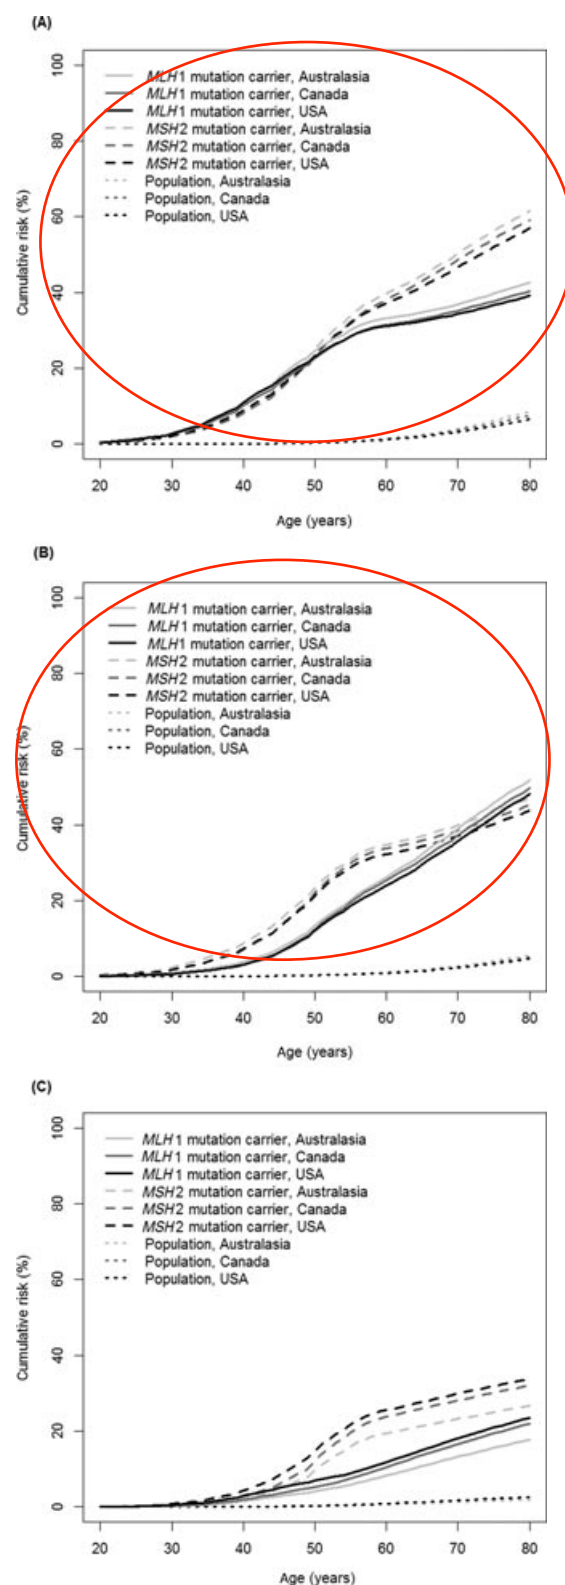 (A)
100
80
60
40
20
0
Cumulative risk (%)
MLH1 mutation carrier, Australasia
MLH1 mutation carrier, Canada
MLH1 mutation carrier, USA
MSH2 mutation carrier, Australasia
MSH2 mutation carrier, Canada
MSH2 mutation carrier, USA
Population, Australasia
Population, Canada
Population, USA
20 30 40 50 60 70 80
Age (years)
(B)
100
80
60
40
20
0
Cumulative risk (%)
MLH1 mutation carrier, Australasia
MLH1 mutation carrier, Canada
MLH1 mutation carrier, USA
MSH2 mutation carrier, Australasia
MSH2 mutation carrier, Canada
MSH2 mutation carrier, USA
Population, Australasia
Population, Canada
Population, USA
20 30 40 50 60 70 80
Age (years)
(C)
100
80
60
40
20
0
Cumulative risk (%)
MLH1 mutation carrier, Australasia
MLH1 mutation carrier, Canada
MLH1 mutation carrier, USA
MSH2 mutation carrier, Australasia
MSH2 mutation carrier, Canada
MSH2 mutation carrier, USA
Population, Australasia
Population, Canada
Population, USA
20 30 40 50 60 70 80
Age (years)